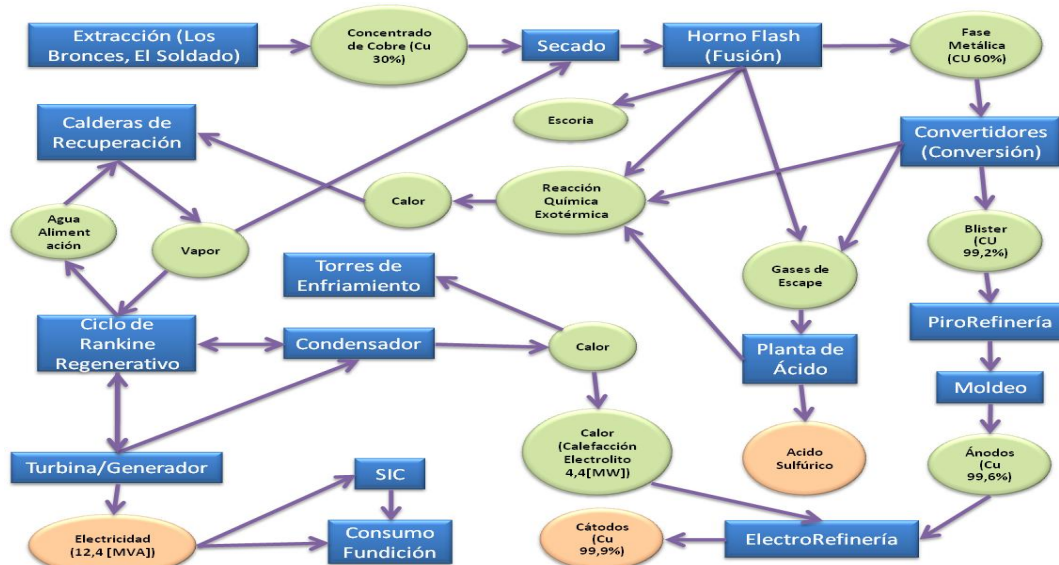 Extracción (Los
Bronces, El Soldado)
Concentrado
de Cobre (Cu
30%)
Secado
Horno Flash
(Fusión)
Fase
Metálica
(CU 60%)
Calderas de
Recuperación
Escoria
Convertidores
(Conversión)
Agua
Aliment
ación
Vapor
Calor
Reacción
Química
Exotérmica
Blister
(CU
99,2%)
Torres de
Enfriamiento
Gases de
Escape
Ciclo de
Rankine
Regenerativo
Condensador
Calor
Planta de
Ácido
PiroRefinería
Moldeo
Calor
(Calefacción
Electrolito
4,4[MW])
Acido
Sulfúrico
Ánodos (Cu
99,6%)
Turbina/Generador
SIC
Electricidad
(12,4 [MVA])
Consumo
Fundición
Cátodos (Cu
99,9%)
ElectroRefinería